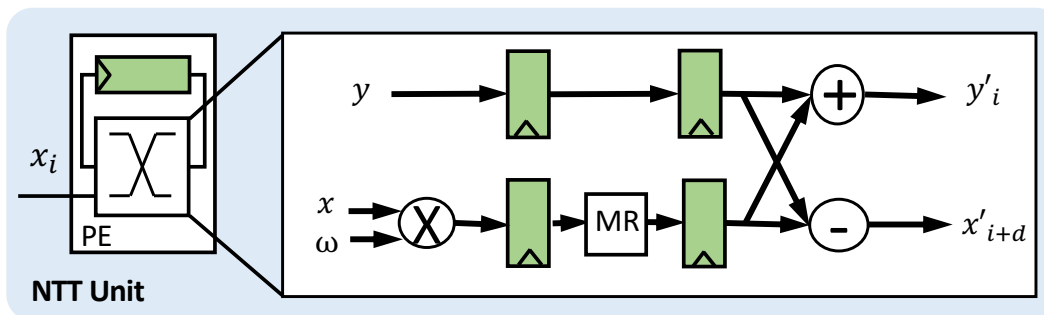 x_i
PE
NTT Unit
y
x
ω
X
MR
+
-
y'_i
x'_{i+d}